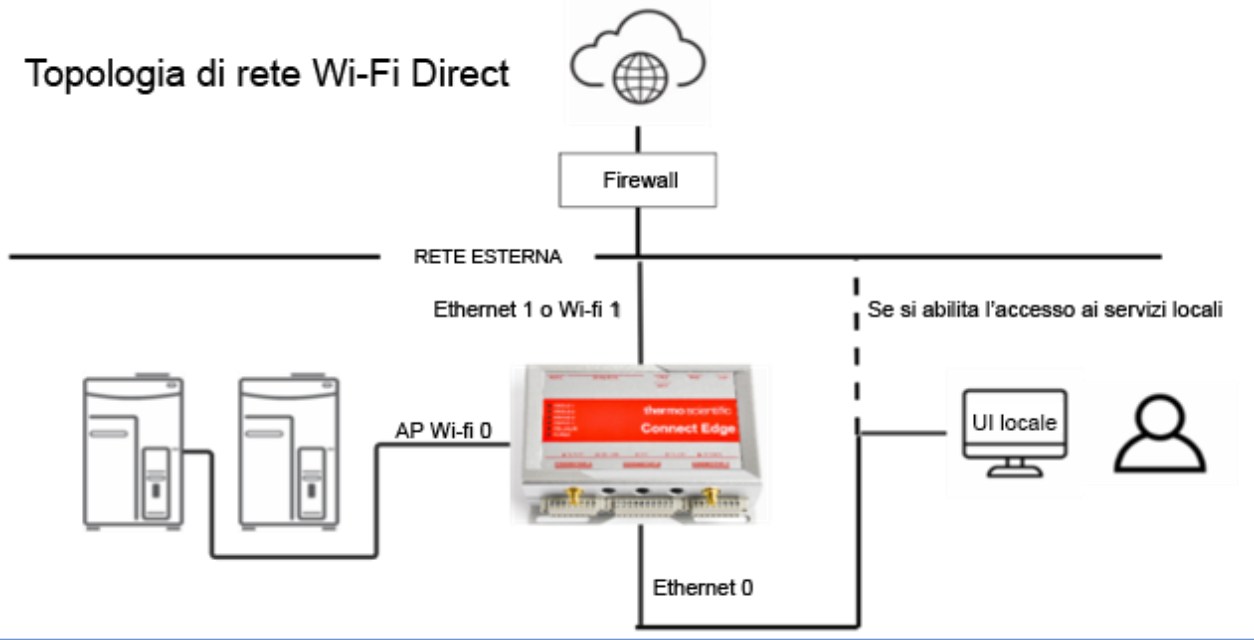 Topologia di rete Wi-Fi Direct
Firewall
RETE ESTERNA
Ethernet 1 o Wi-fi 1
Se si abilita l'accesso ai servizi locali
thermo scientific
Connect Edge
AP Wi-fi 0
UI locale
Ethernet 0